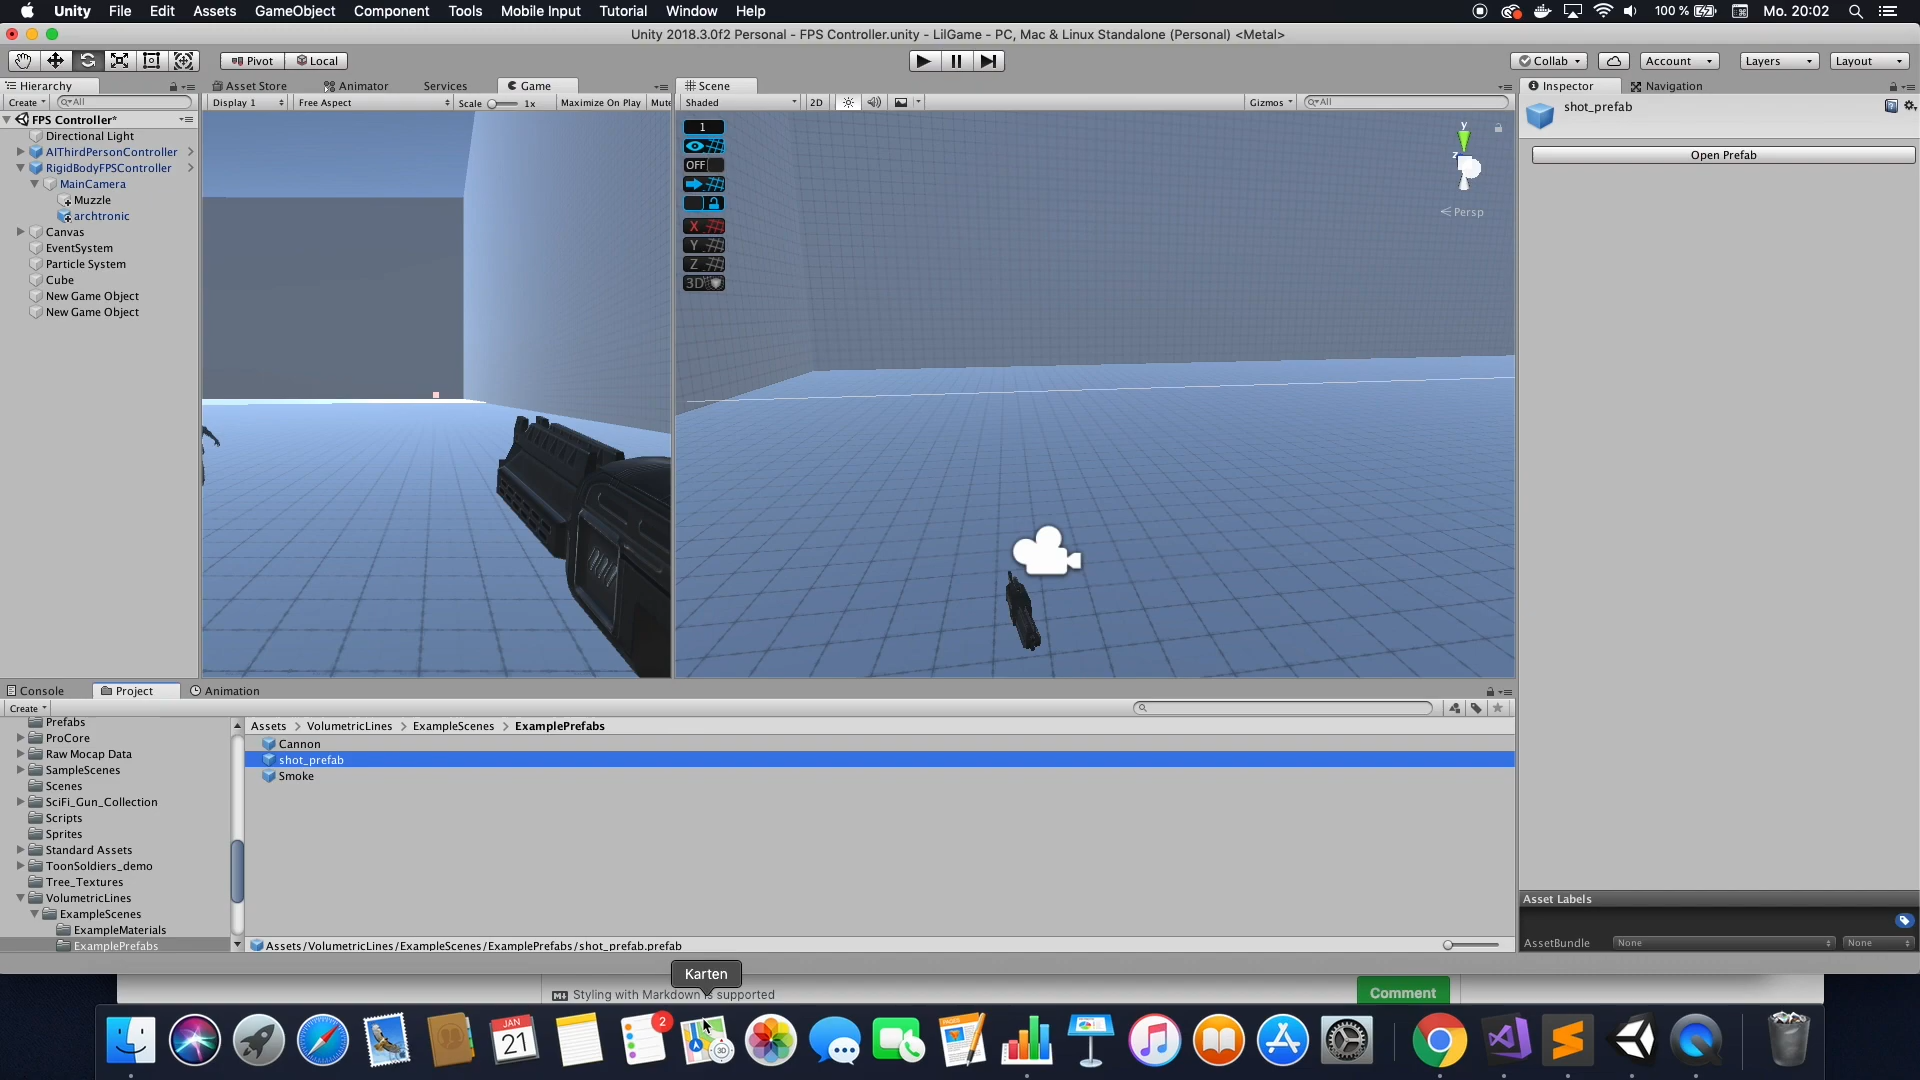 Unity File Edit Assets GameObject Component Tools Mobile Input Tutorial Window Help 100 % Mo. 20:02
Unity 2018.3.0f2 Personal - FPS Controller.unity - LilGame - PC, Mac & Linux Standalone (Personal) <Metal>
Pivot Local Collab Account Layers Layout
Hierarchy Asset Store Animator Services Game Scene Inspector Navigation
Create All Display 1 Free Aspect Scale 1x Maximize On Play Mute Shaded 2D Gizmos All
shot_prefab
Open Prefab
FPS Controller*
Directional Light
AIThirdPersonController
RigidBodyFPSController
MainCamera
Muzzle
archtronic
Canvas
EventSystem
Particle System
Cube
New Game Object
New Game Object
1
OFF
X
Y
Z
3D
y
z
Persp
Console Project Animation
Create
Assets VolumetricLines ExampleScenes ExamplePrefabs
Cannon
shot_prefab
Smoke
Prefabs
ProCore
Raw Mocap Data
SampleScenes
Scenes
SciFi_Gun_Collection
Scripts
Sprites
Standard Assets
ToonSoldiers_demo
Tree_Textures
VolumetricLines
ExampleScenes
ExampleMaterials
ExamplePrefabs
Assets/VolumetricLines/ExampleScenes/ExamplePrefabs/shot_prefab.prefab
Asset Labels
AssetBundle None None
Karten
Styling with Markdown is supported
Comment
JAN
21
2
3D